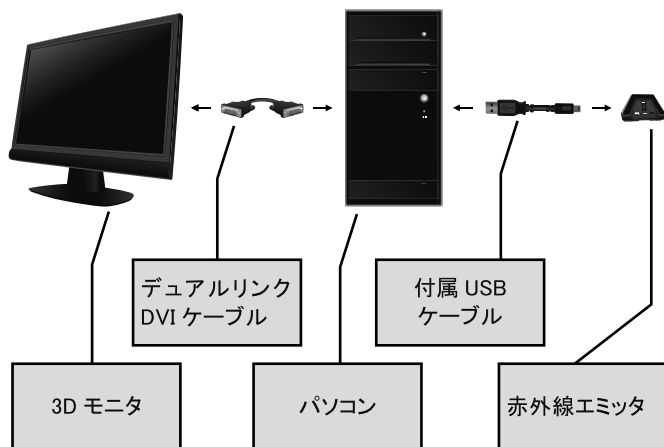 デュアルリンク
DVI ケーブル
付属 USB
ケーブル
3D モニタ
パソコン
赤外線エミッタ